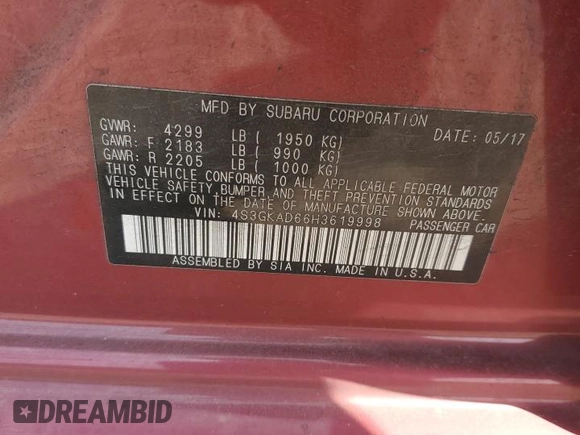 MFD BY SUBARU CORPORATION
GVWR: 4299 LB ( 1950 KG) DATE: 05/17
GAWR: F 2183 LB ( 990 KG)
GAWR: R 2205 LB ( 1000 KG)
THIS VEHICLE CONFORMS TO ALL APPLICABLE FEDERAL MOTOR
VEHICLE SAFETY, BUMPER AND THEFT PREVENTION STANDARDS
IN EFFECT ON THE DATE OF MANUFACTURE SHOWN ABOVE.
VIN: 4S3GKAD66H3619998 PASSENGER CAR
ASSEMBLED BY SIA INC. MADE IN U.S.A.
DREAMBID